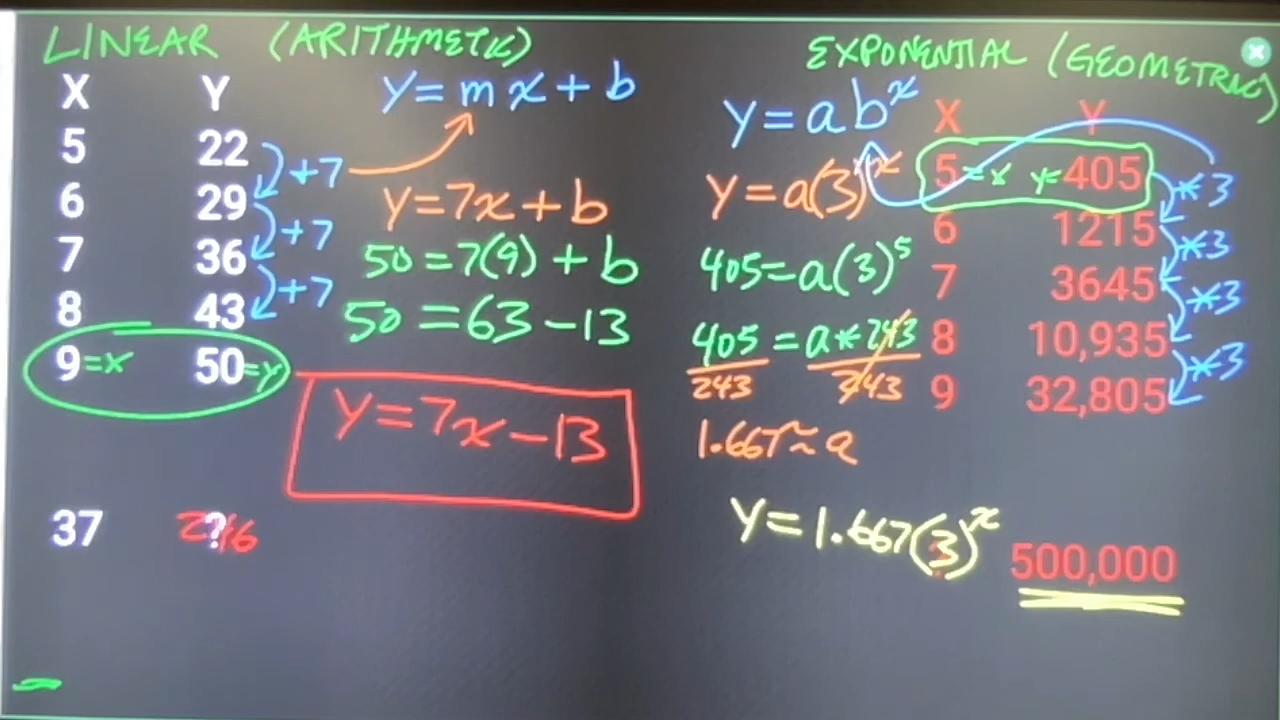 LINEAR (ARITHMETIC)
X Y
5 22
6 29
7 36
8 43
9 =x 50 =y
+7
+7
+7
y = mx + b
y = 7x + b
50 = 7(9) + b
50 = 63 - 13
y = 7x - 13
37 ? 246
EXPONENTIAL (GEOMETRIC)
y = ab^x
y = a(3)^x
405 = a(3)^5
405 = a * 243
243 243
1.667 ≈ a
y = 1.667(3)^x
X Y
5 =x y= 405
6 1215
7 3645
8 10,935
9 32,805
*3
*3
*3
*3
500,000